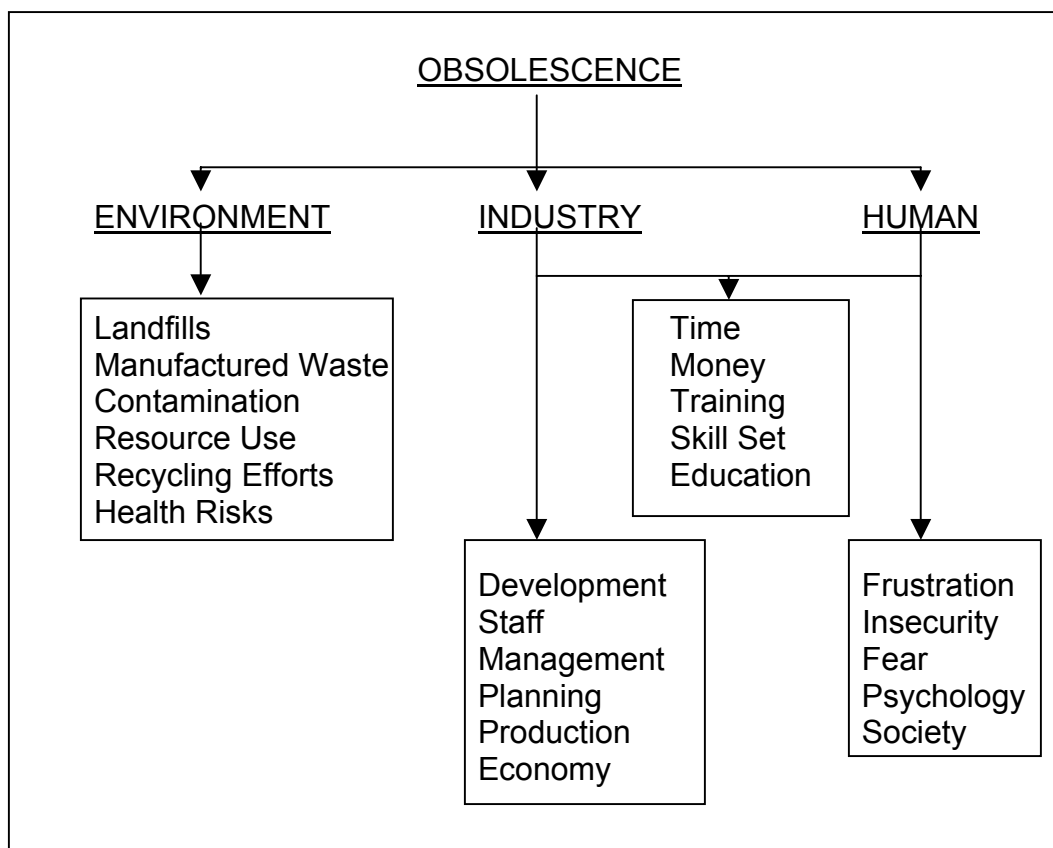 OBSOLESCENCE
ENVIRONMENT
INDUSTRY
HUMAN
Landfills
Manufactured Waste
Contamination
Resource Use
Recycling Efforts
Health Risks
Time
Money
Training
Skill Set
Education
Development
Staff
Management
Planning
Production
Economy
Frustration
Insecurity
Fear
Psychology
Society